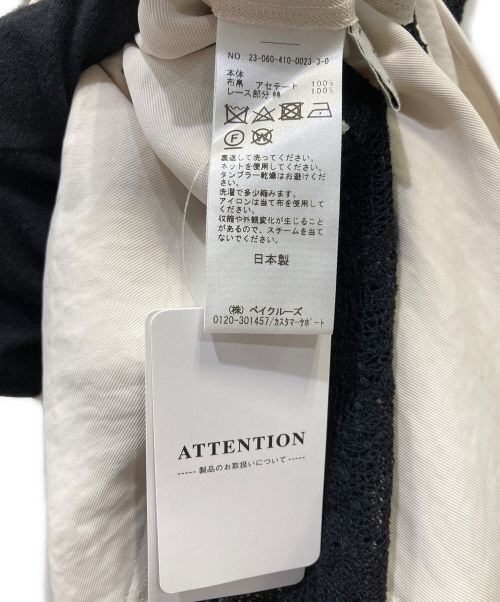 NO. 23-060-410-0023-3-0
本体
布帛 アセテート 100%
レース部分 綿 100%
F W
裏返して洗ってください。
ネットを使用してください。
タンブラー乾燥はお避けくだ
さい。
洗濯で多少縮みます。
アイロンは当て布を使用して
ください。
収縮や外観変化が生じること
があるので、スチームを当て
ないでください。
日本製
(株) ベイクルーズ
0120-301457/カスタマーサポート
ATTENTION
----- 製品のお取扱いについて -----